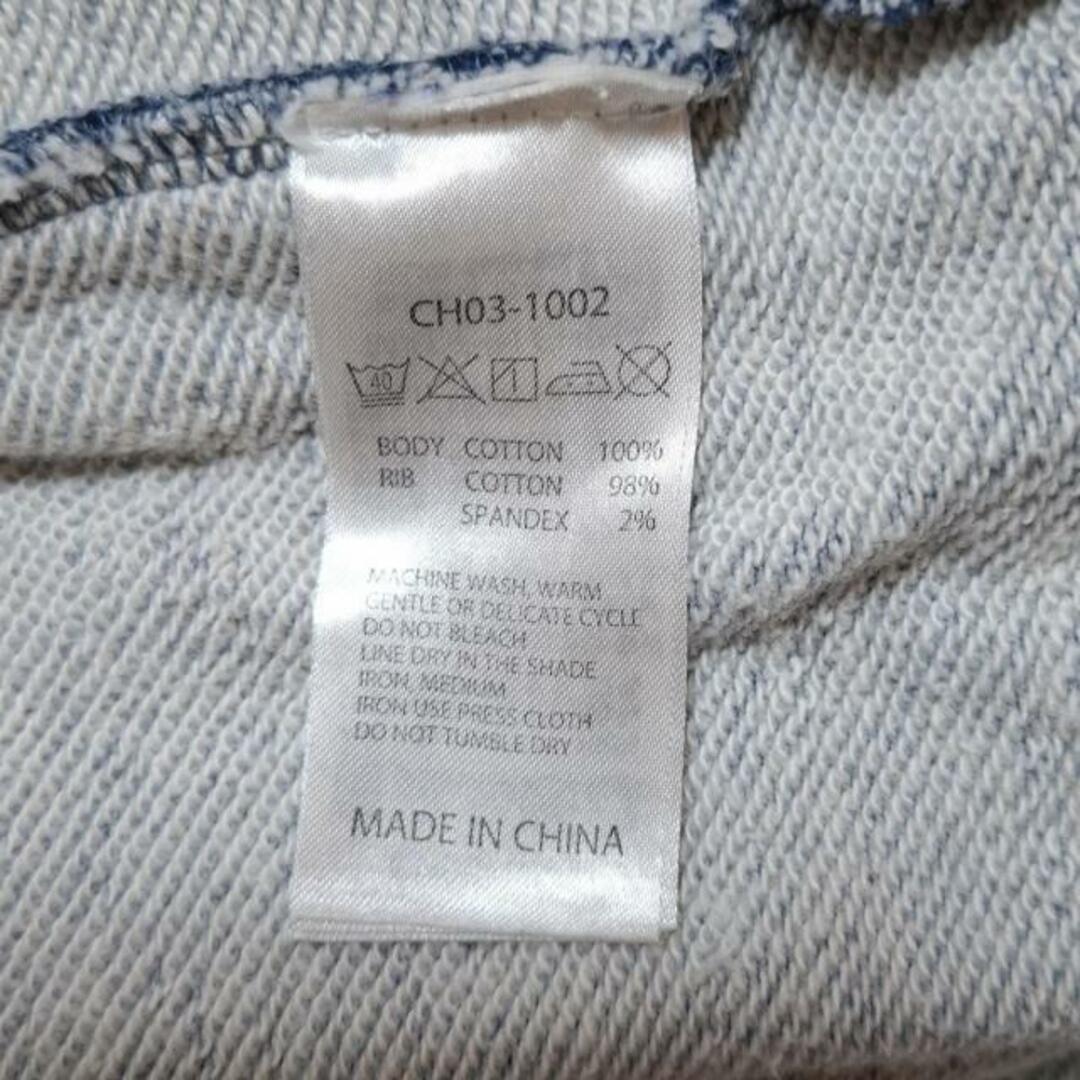 CH03-1002
40
BODY COTTON 100%
RIB COTTON 98%
SPANDEX 2%
MACHINE WASH, WARM
GENTLE OR DELICATE CYCLE
DO NOT BLEACH
LINE DRY IN THE SHADE
IRON, MEDIUM
IRON USE PRESS CLOTH
DO NOT TUMBLE DRY
MADE IN CHINA